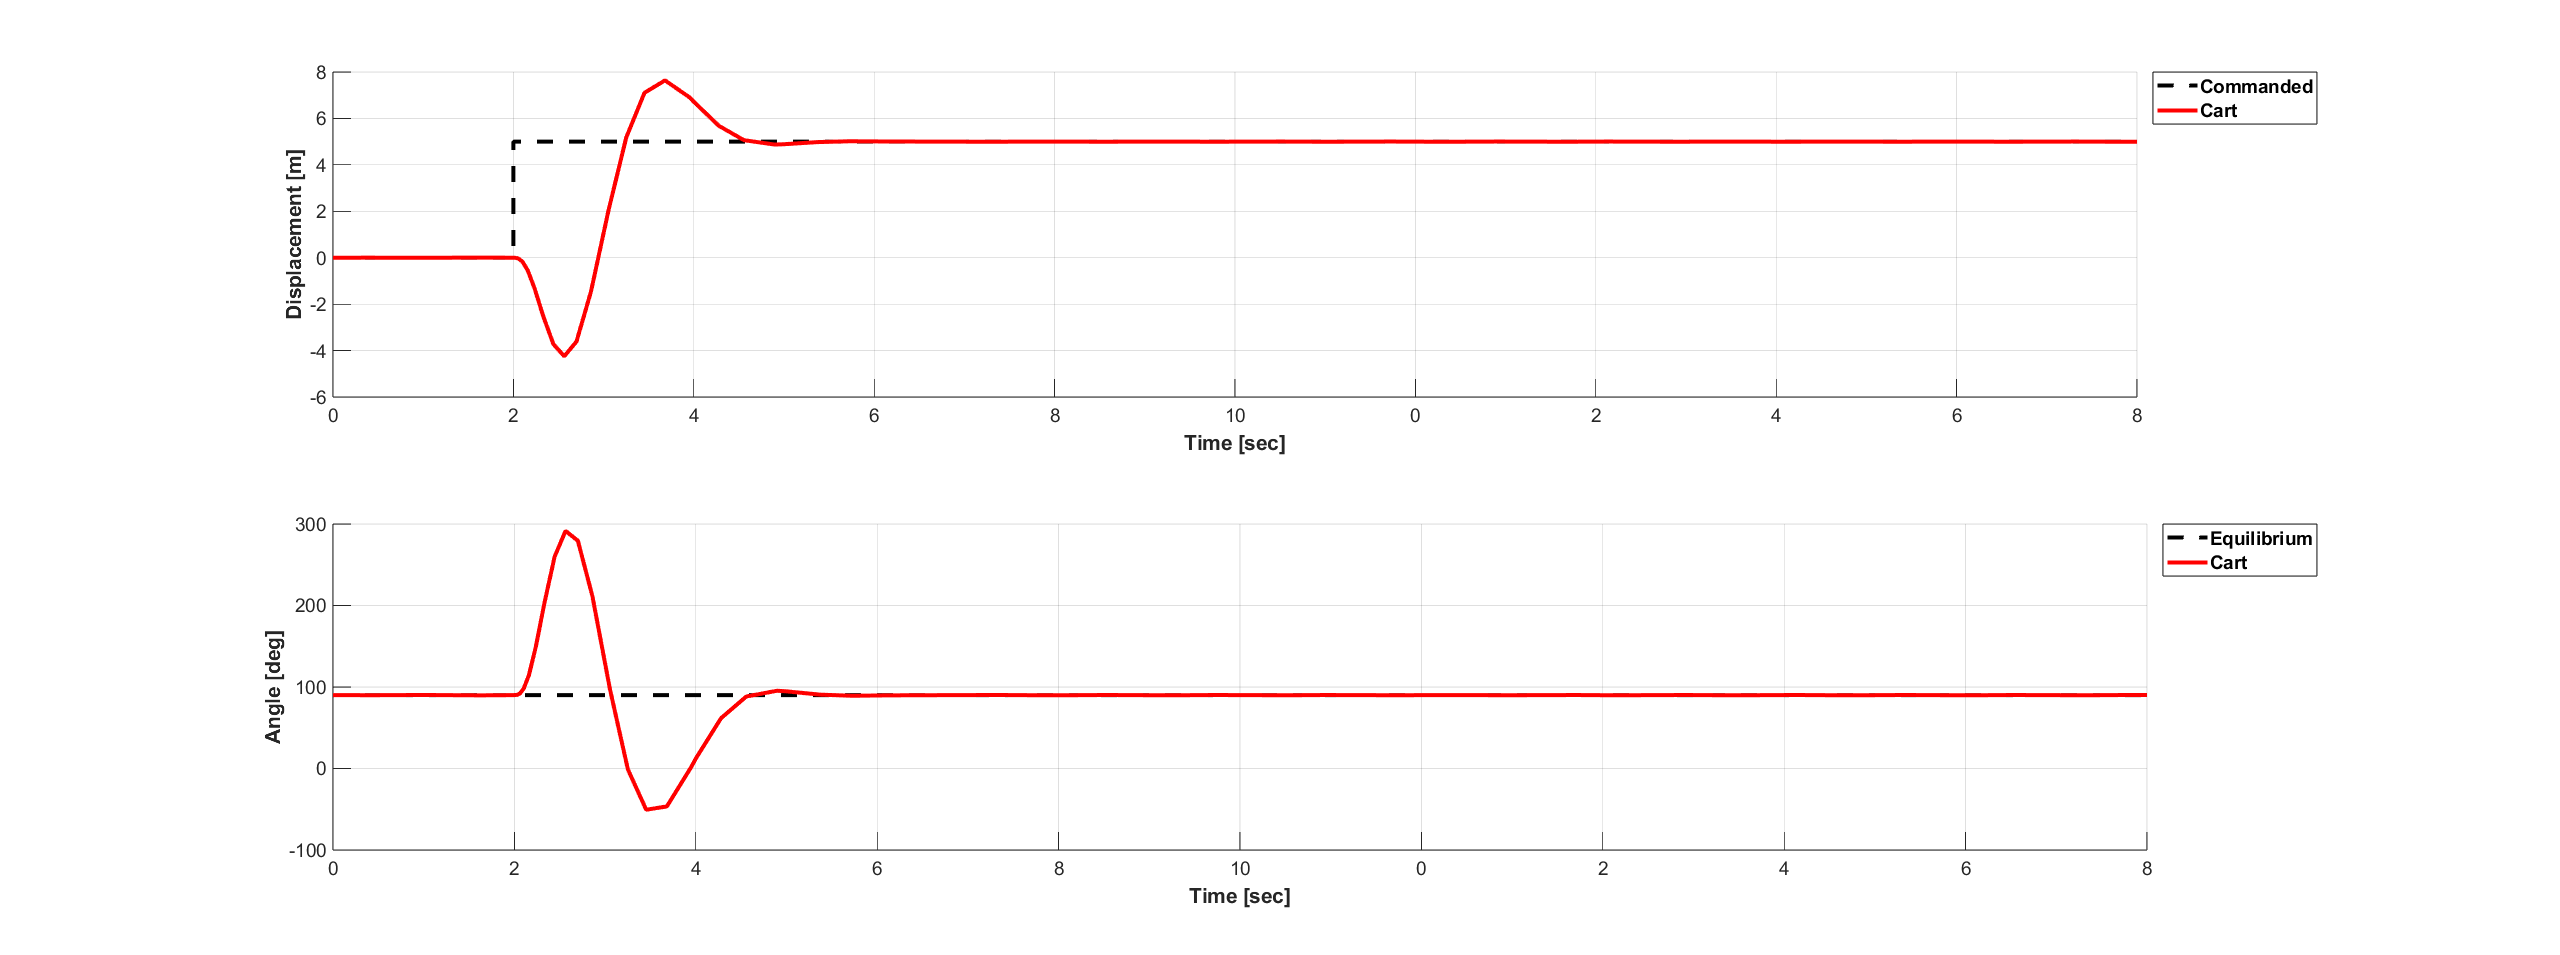 8
6
4
2
0
-2
-4
-6
Displacement [m]
0 2 4 6 8 10 0 2 4 6 8
Time [sec]
Commanded
Cart
300
200
100
0
-100
Angle [deg]
0 2 4 6 8 10 0 2 4 6 8
Time [sec]
Equilibrium
Cart